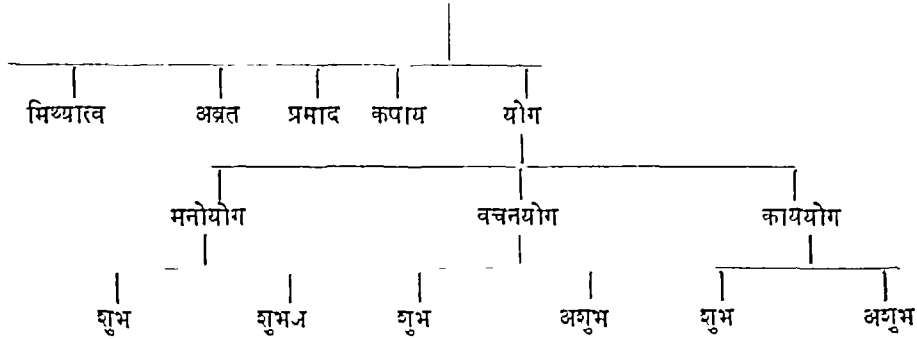 मिथ्यात्व अव्रत प्रमाद कपाय योग
मनोयोग वचनयोग काययोग
शुभ शुभ शुभ अशुभ शुभ अशुभ